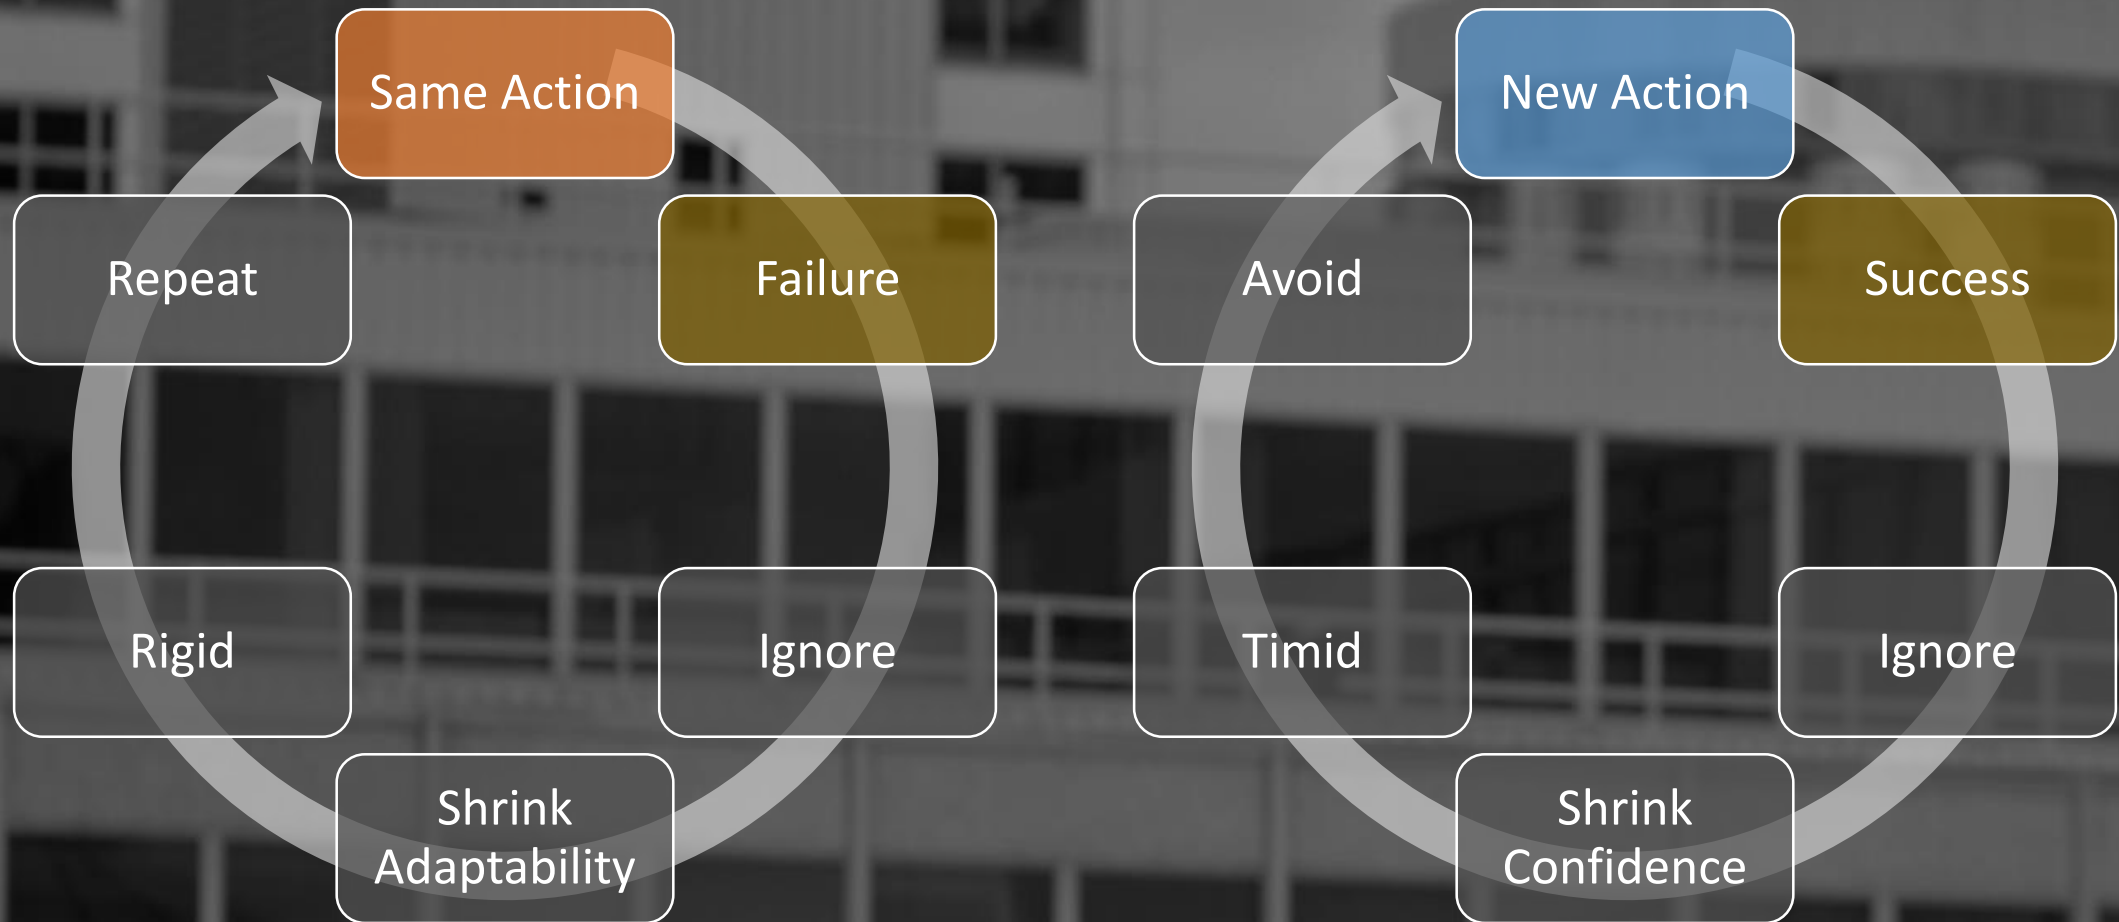 Same Action
Failure
Ignore
Shrink
Adaptability
Rigid
Repeat
New Action
Success
Ignore
Shrink
Confidence
Timid
Avoid